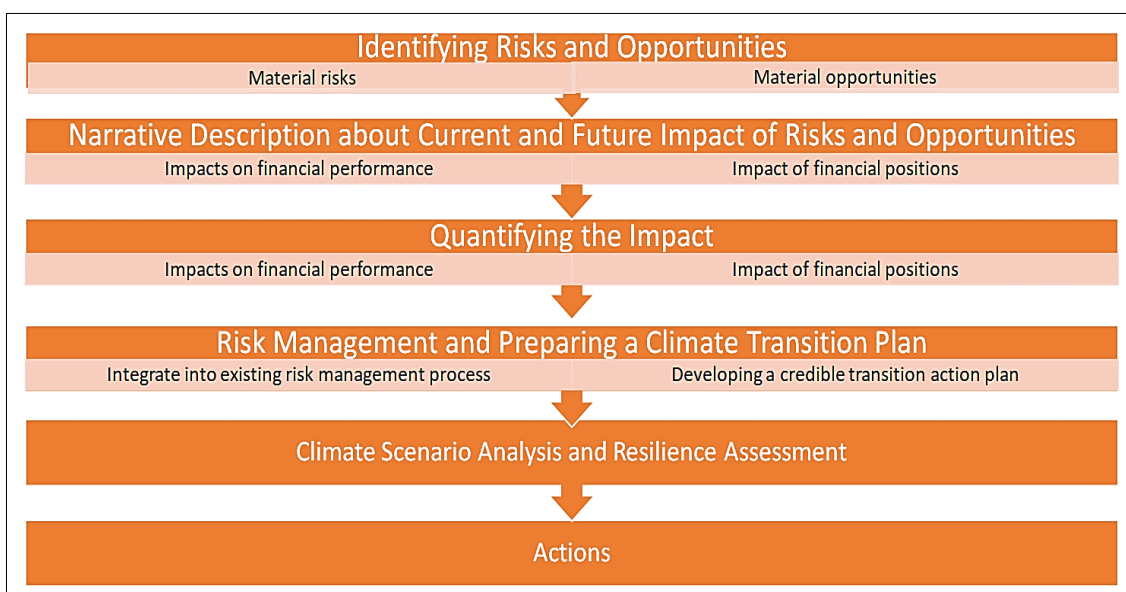 Identifying Risks and Opportunities
Material risks
Material opportunities
Narrative Description about Current and Future Impact of Risks and Opportunities
Impacts on financial performance
Impact of financial positions
Quantifying the Impact
Impacts on financial performance
Impact of financial positions
Risk Management and Preparing a Climate Transition Plan
Integrate into existing risk management process
Developing a credible transition action plan
Climate Scenario Analysis and Resilience Assessment
Actions